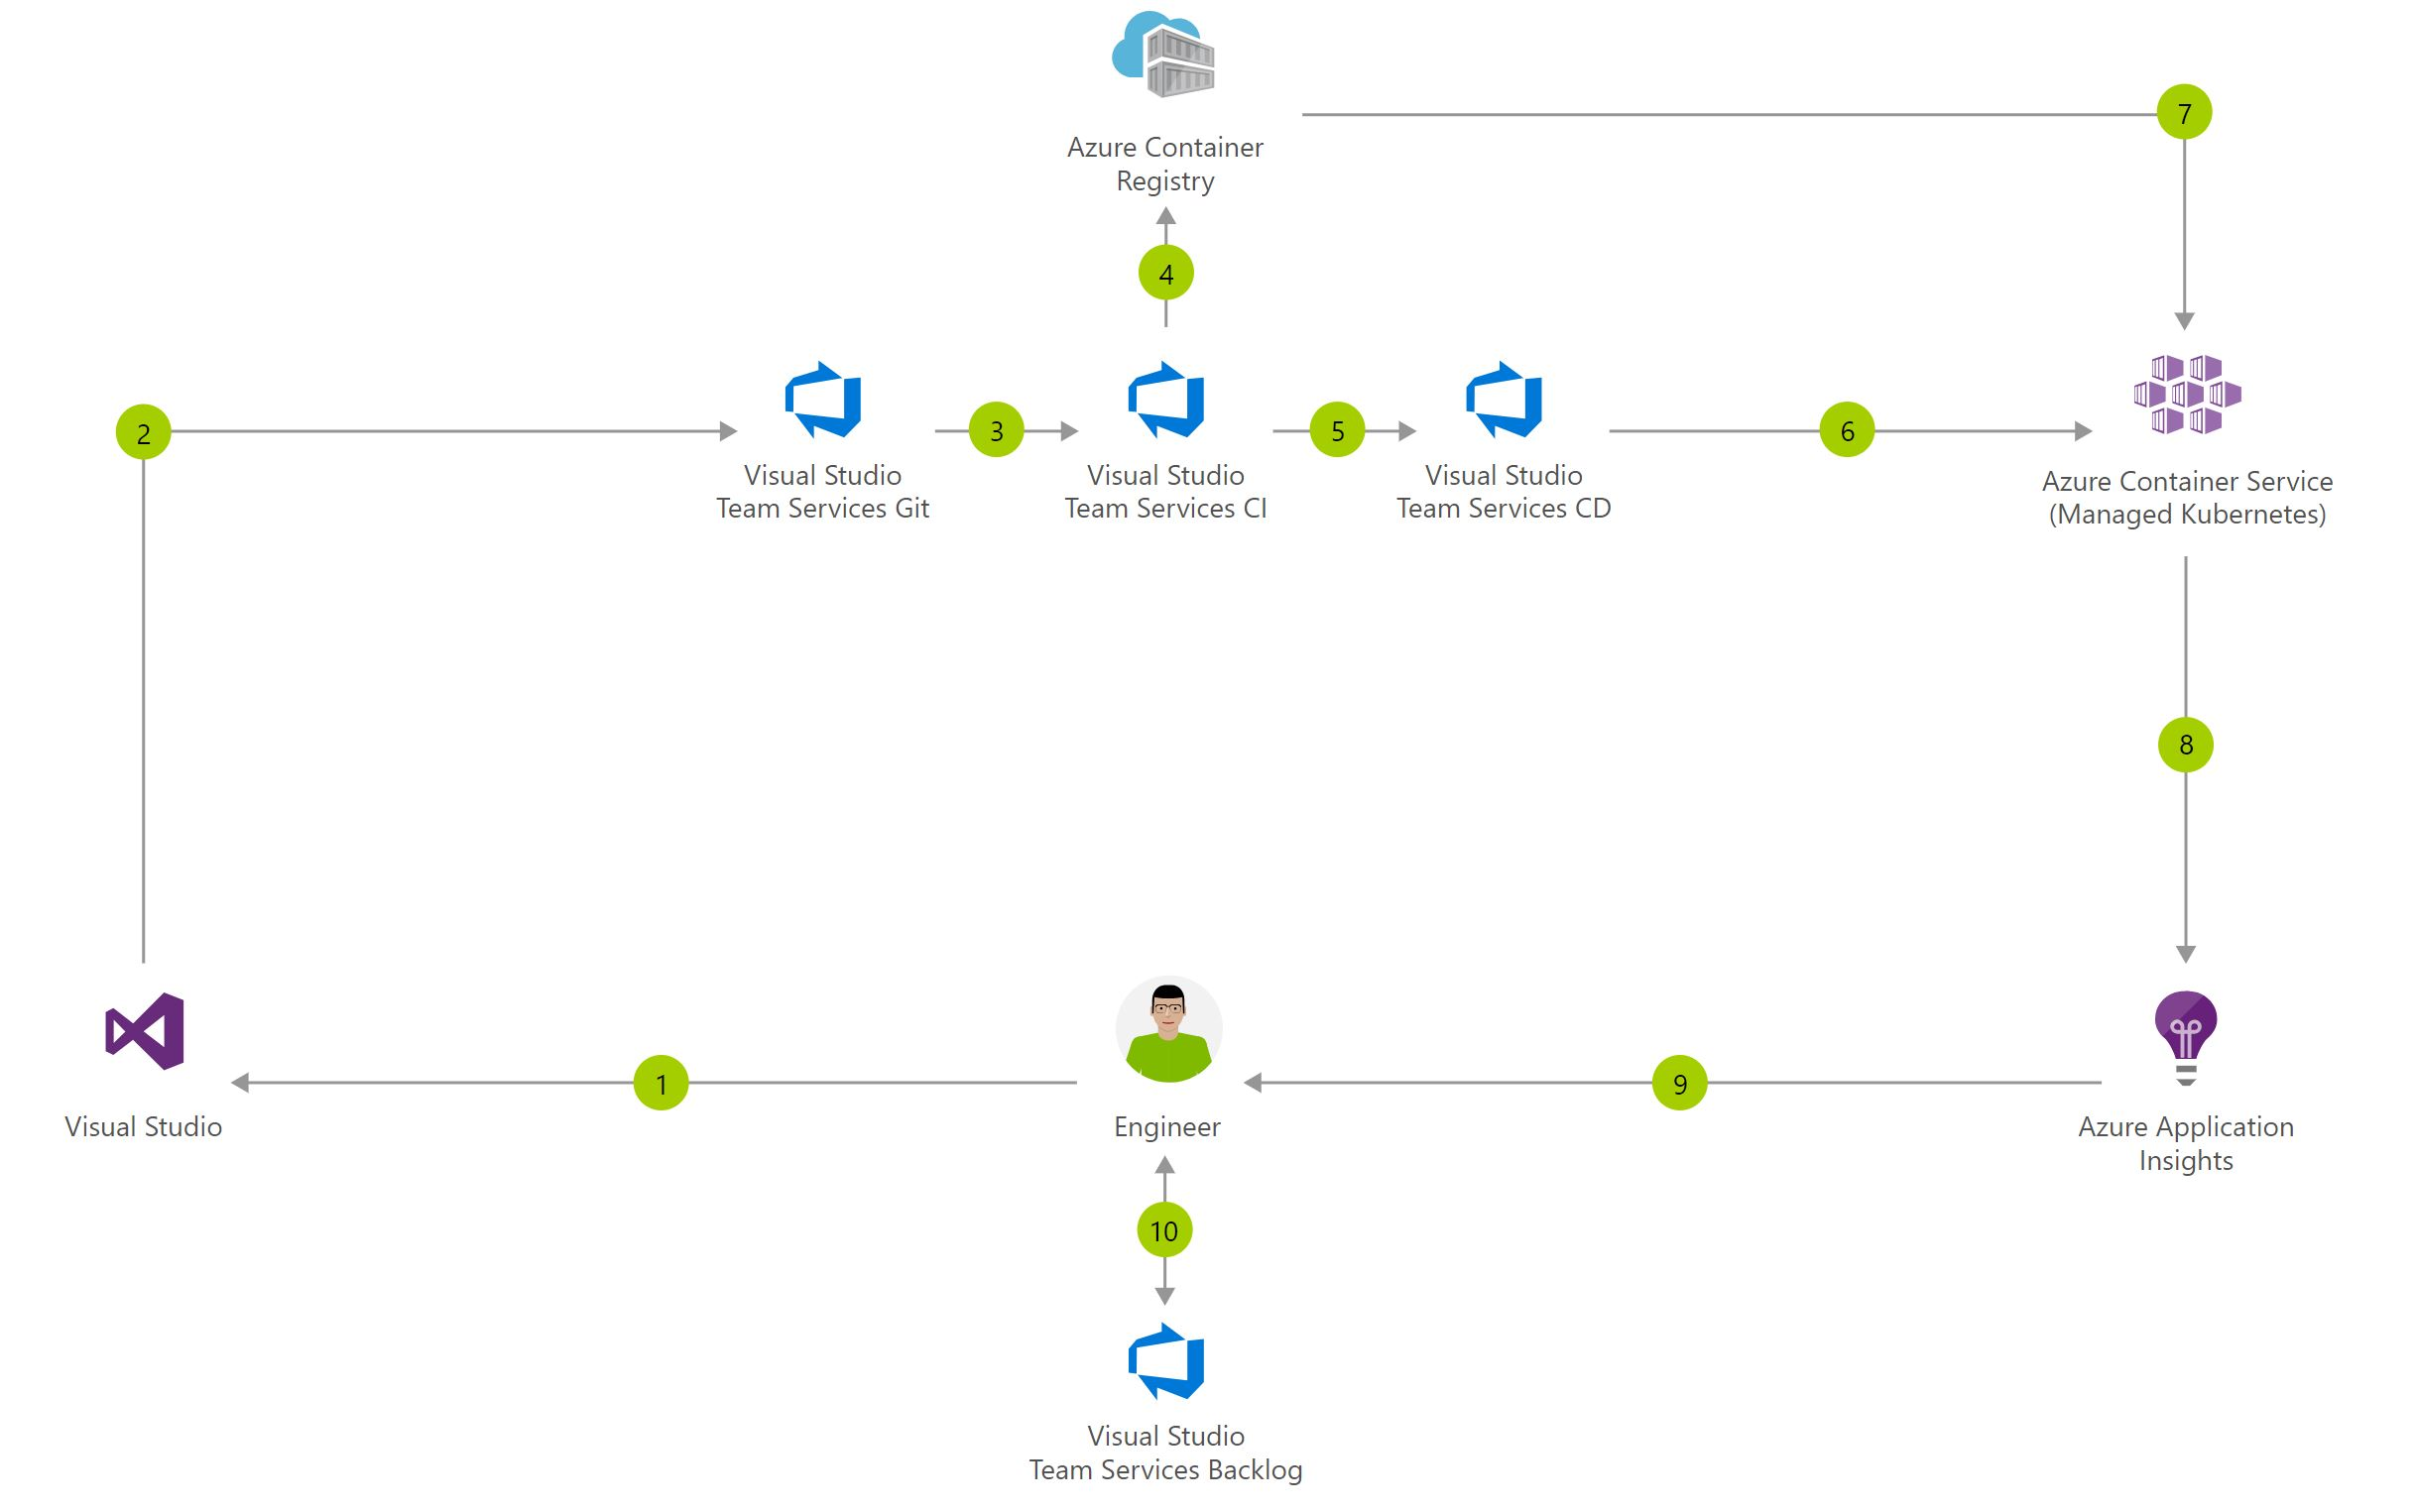 Azure Container
Registry
7
4
2
3
5
6
Visual Studio
Team Services Git
Visual Studio
Team Services CI
Visual Studio
Team Services CD
Azure Container Service
(Managed Kubernetes)
8
1
9
Visual Studio
Engineer
Azure Application
Insights
10
Visual Studio
Team Services Backlog